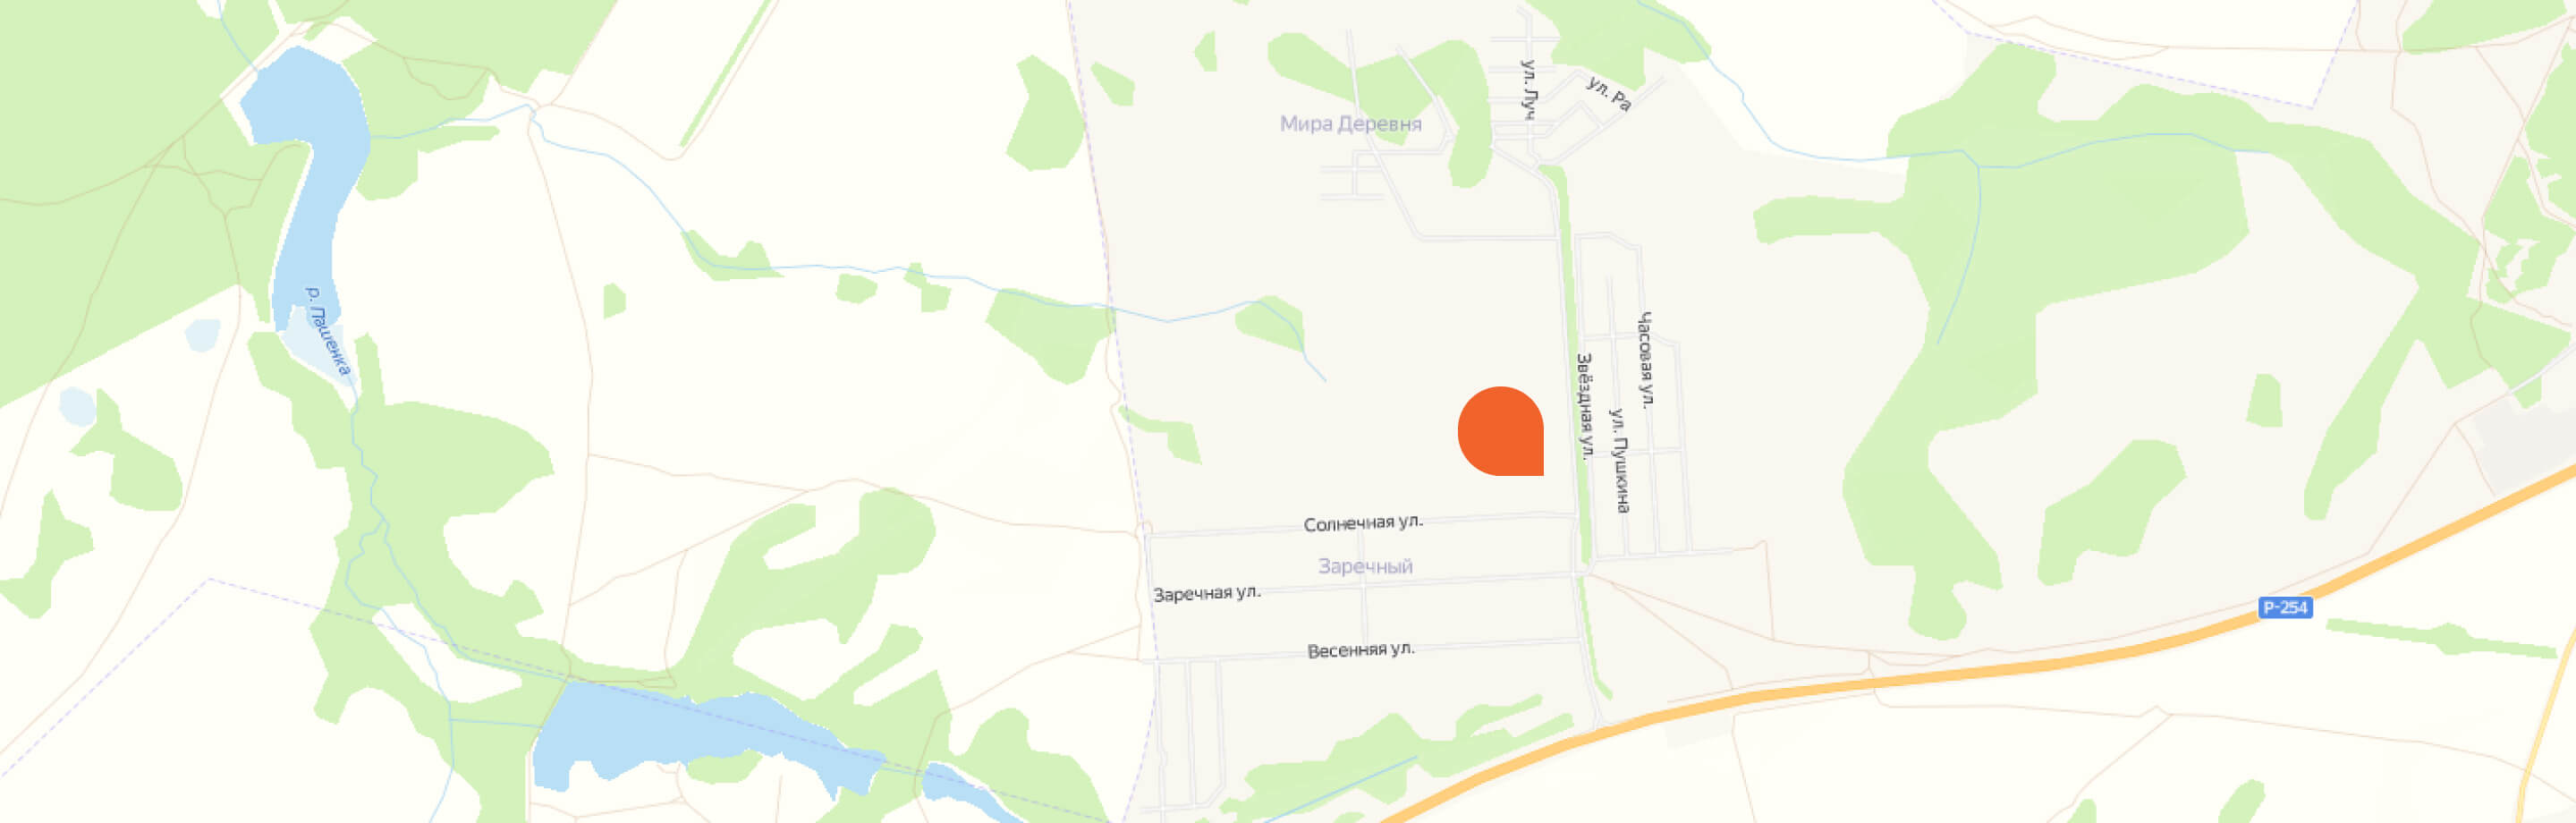 ул. Луч
ул. Ра
Мира Деревня
р. Пашенка
Часовая ул.
Звёздная ул.
ул. Пушкина
Солнечная ул.
Заречный
Заречная ул.
Р-254
Весенняя ул.